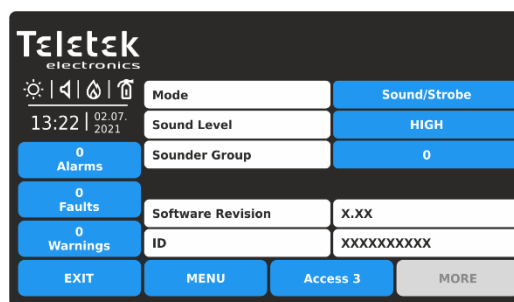 Teletek
electronics
13:22 02.07.
2021
0
Alarms
0
Faults
0
Warnings
Mode Sound/Strobe
Sound Level HIGH
Sounder Group 0
Software Revision X.XX
ID XXXXXXXXXX
EXIT MENU Access 3 MORE